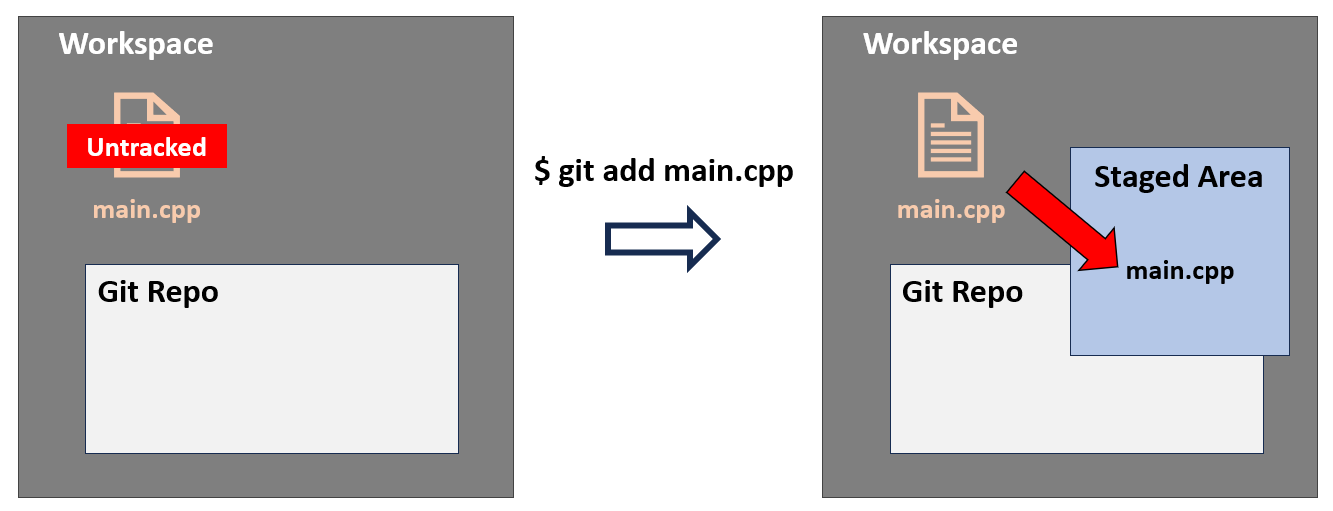 Workspace
Untracked
main.cpp
Git Repo
$ git add main.cpp
Workspace
main.cpp
Staged Area
main.cpp
Git Repo